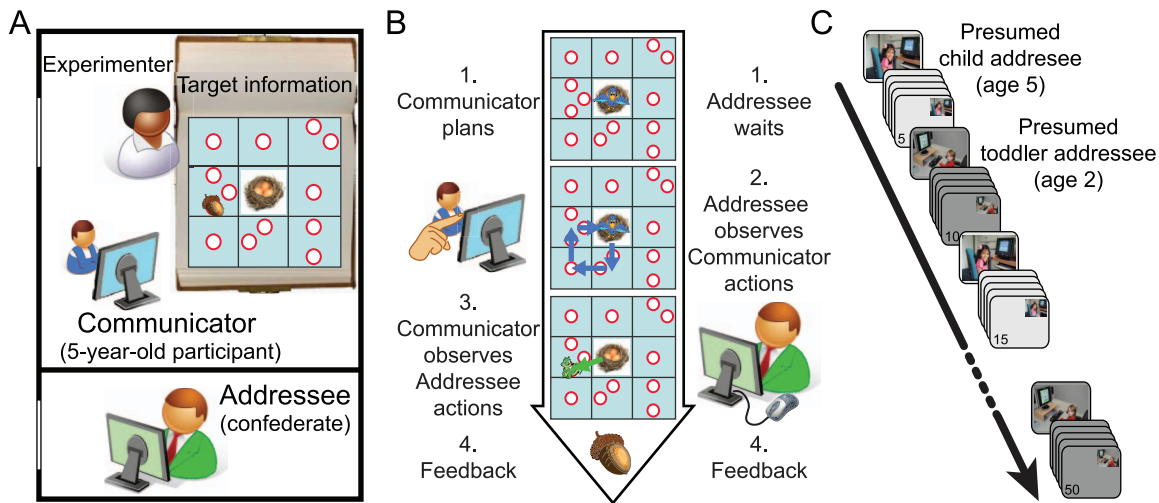 A
Experimenter
Target information
Communicator
(5-year-old participant)
Addressee
(confederate)
B
1.
Communicator
plans
1.
Addressee
waits
2.
Addressee
observes
Communicator
actions
3.
Communicator
observes
Addressee
actions
4.
Feedback
4.
Feedback
C
Presumed
child addresee
(age 5)
5
Presumed
toddler addressee
(age 2)
10
15
50